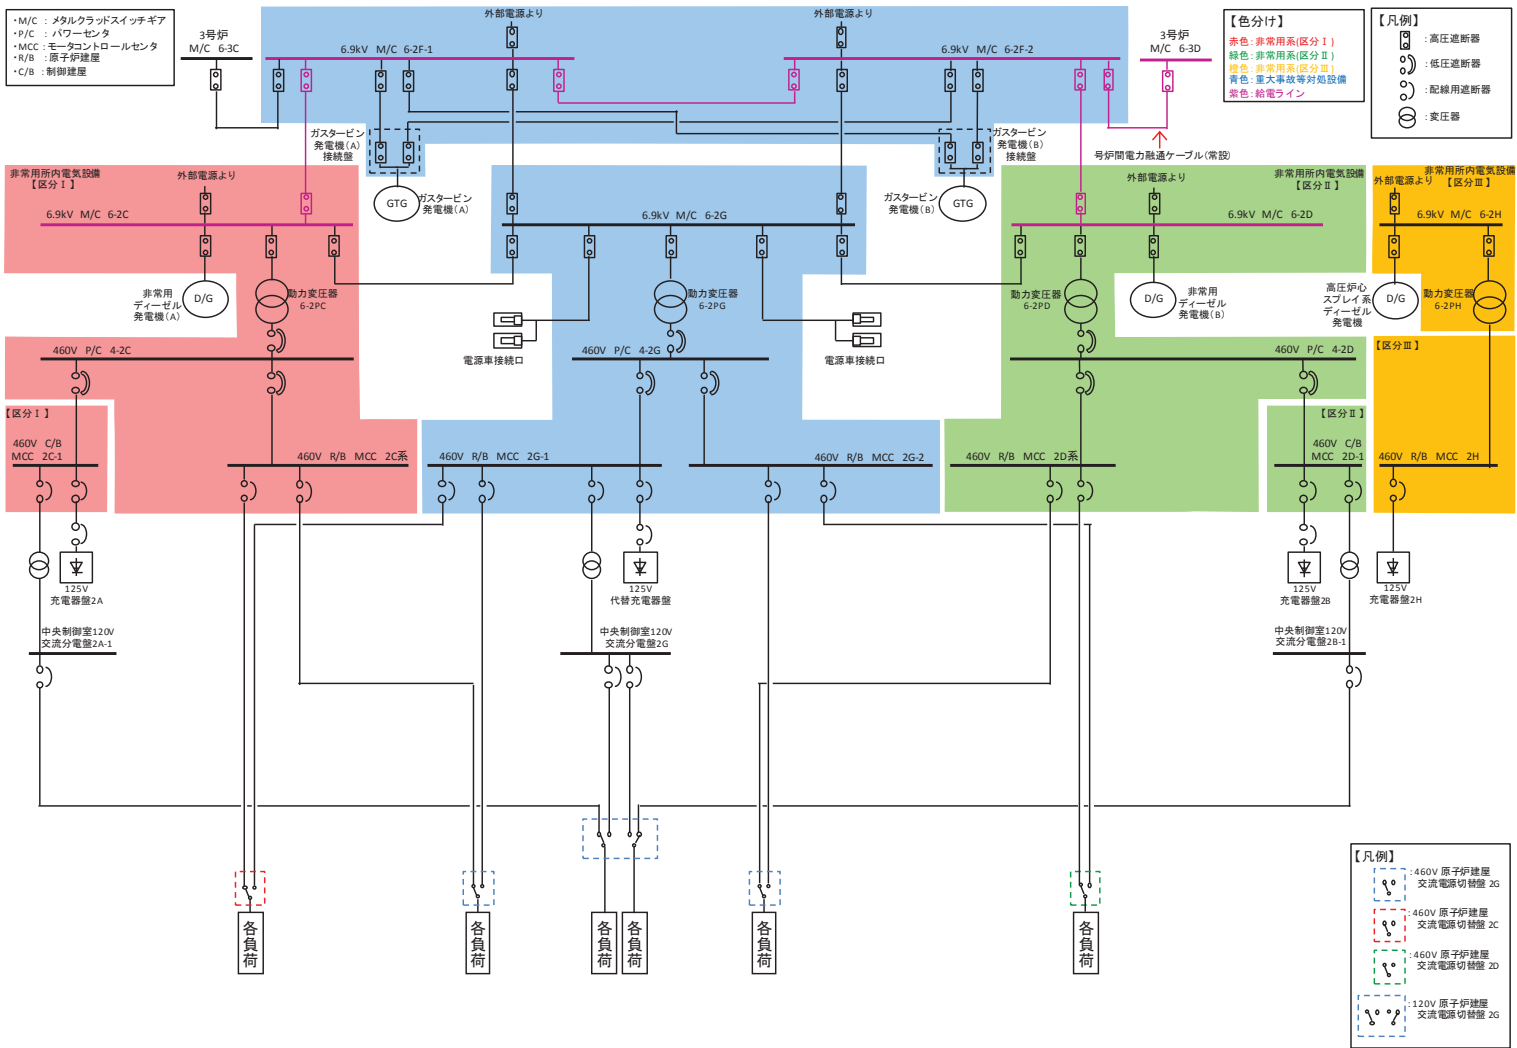 ・M/C ： メタルクラッドスイッチギア
・P/C ： パワーセンタ
・MCC ： モータコントロールセンタ
・R/B ： 原子炉建屋
・C/B ： 制御建屋
3号炉
M/C 6-3C
外部電源より
6.9kV M/C 6-2F-1
外部電源より
6.9kV M/C 6-2F-2
3号炉
M/C 6-3D
【色分け】
赤色：非常用系(区分Ⅰ)
緑色：非常用系(区分Ⅱ)
橙色：非常用系(区分Ⅲ)
青色：重大事故等対処設備
紫色：給電ライン
【凡例】
：高圧遮断器
：低圧遮断器
：配線用遮断器
：変圧器
ガスタービン
発電機(A)
接続盤
ガスタービン
発電機(B)
接続盤
号炉間電力融通ケーブル(常設)
GTG
ガスタービン
発電機(A)
ガスタービン
発電機(B)
GTG
非常用所内電気設備
【区分Ⅰ】
外部電源より
6.9kV M/C 6-2C
6.9kV M/C 6-2G
外部電源より
非常用所内電気設備
【区分Ⅱ】
6.9kV M/C 6-2D
外部電源より
非常用所内電気設備
【区分Ⅲ】
6.9kV M/C 6-2H
非常用
ディーゼル
発電機(A)
D/G
動力変圧器
6-2PC
動力変圧器
6-2PG
動力変圧器
6-2PD
D/G
非常用
ディーゼル
発電機(B)
高圧炉心
スプレイ系
ディーゼル
発電機
D/G
動力変圧器
6-2PH
電源車接続口
電源車接続口
460V P/C 4-2C
460V P/C 4-2G
460V P/C 4-2D
【区分Ⅲ】
【区分Ⅰ】
460V C/B
MCC 2C-1
460V R/B MCC 2C系
460V R/B MCC 2G-1
460V R/B MCC 2G-2
460V R/B MCC 2D系
【区分Ⅱ】
460V C/B
MCC 2D-1
460V R/B MCC 2H
125V
充電器盤2A
125V
代替充電器盤
125V
充電器盤2B
125V
充電器盤2H
中央制御室120V
交流分電盤2A-1
中央制御室120V
交流分電盤2G
中央制御室120V
交流分電盤2B-1
各負荷
各負荷
各負荷
各負荷
各負荷
各負荷
【凡例】
：460V 原子炉建屋
交流電源切替盤 2G
：460V 原子炉建屋
交流電源切替盤 2C
：460V 原子炉建屋
交流電源切替盤 2D
：120V 原子炉建屋
交流電源切替盤 2G